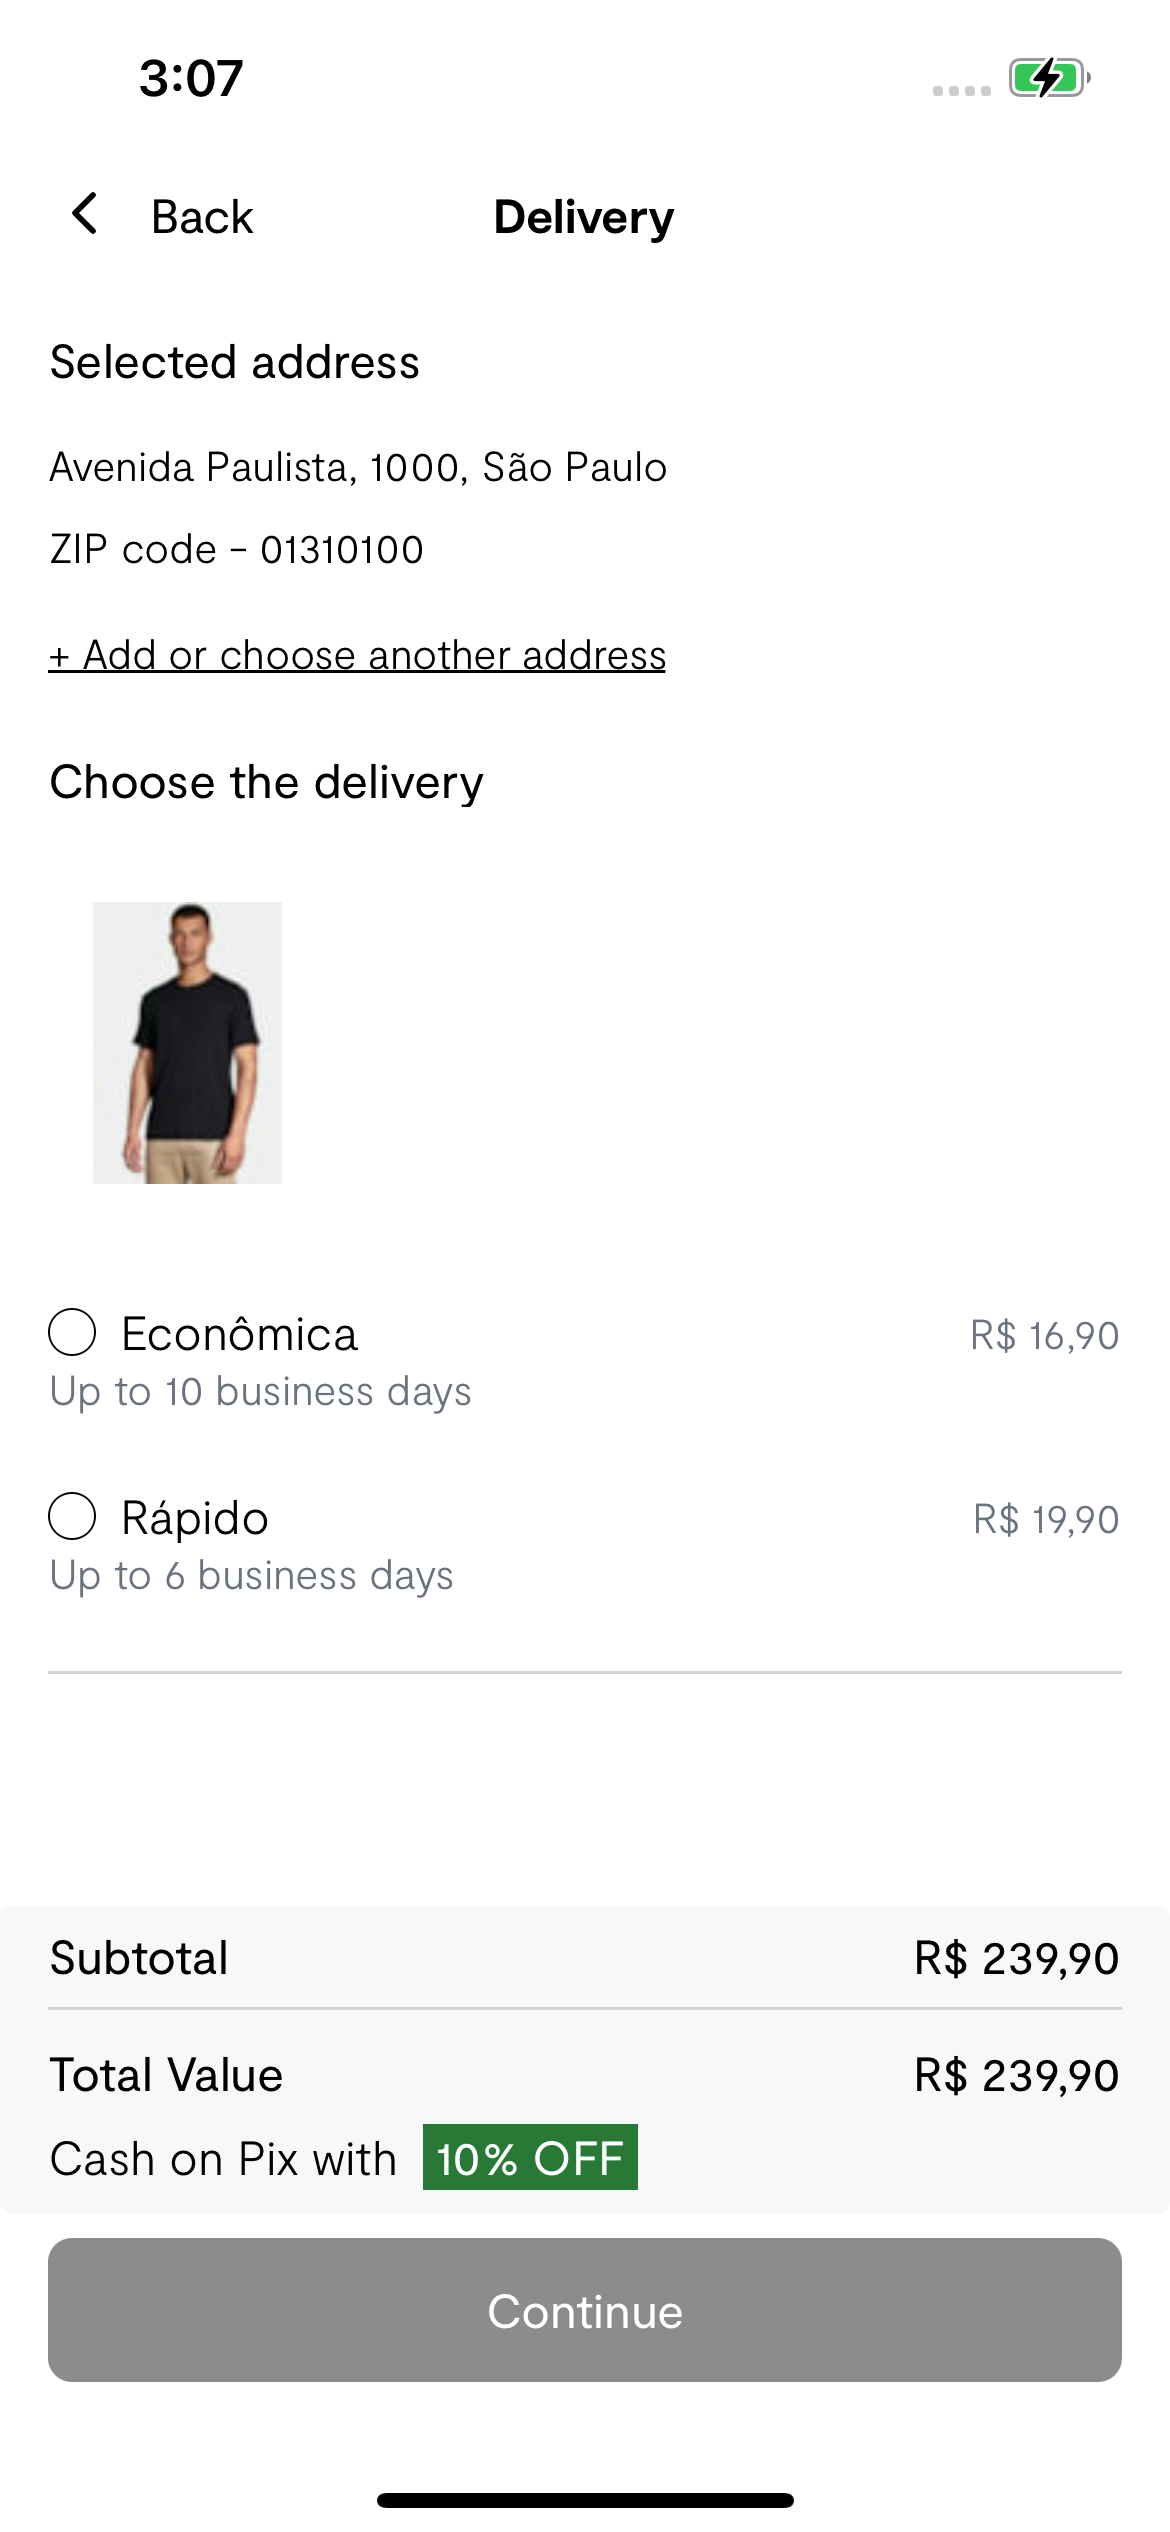 3:07
Back
Delivery
Selected address
Avenida Paulista, 1000, São Paulo
ZIP code - 01310100
+ Add or choose another address
Choose the delivery
Econômica R$ 16,90
Up to 10 business days
Rápido R$ 19,90
Up to 6 business days
Subtotal R$ 239,90
Total Value R$ 239,90
Cash on Pix with 10% OFF
Continue